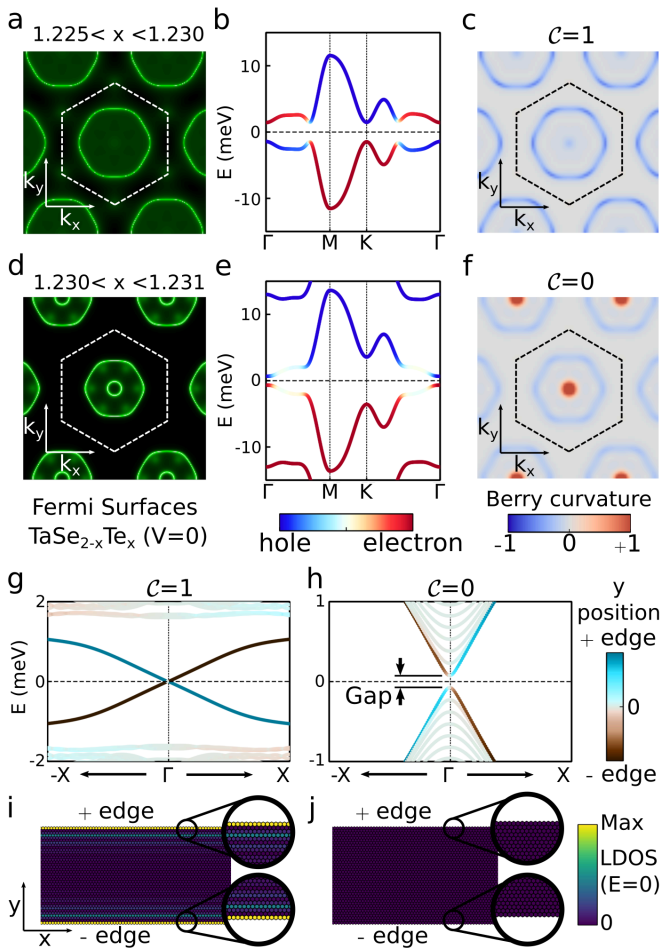 a
1.225< x <1.230
b
c
𝒞=1
10
0
-10
E (meV)
Γ M K Γ
k_y
k_x
k_y
k_x
d
1.230< x <1.231
e
f
𝒞=0
10
0
-10
E (meV)
Γ M K Γ
k_y
k_x
k_y
k_x
Fermi Surfaces
TaSe_{2-x}Te_x (V=0)
hole electron
Berry curvature
-1 0 +1
g
𝒞=1
h
𝒞=0
2
0
-2
E (meV)
-X Γ X
1
0
-1
Gap
-X Γ X
y
position
+ edge
0
- edge
i
+ edge
- edge
y
x
j
+ edge
- edge
Max
LDOS
(E=0)
0